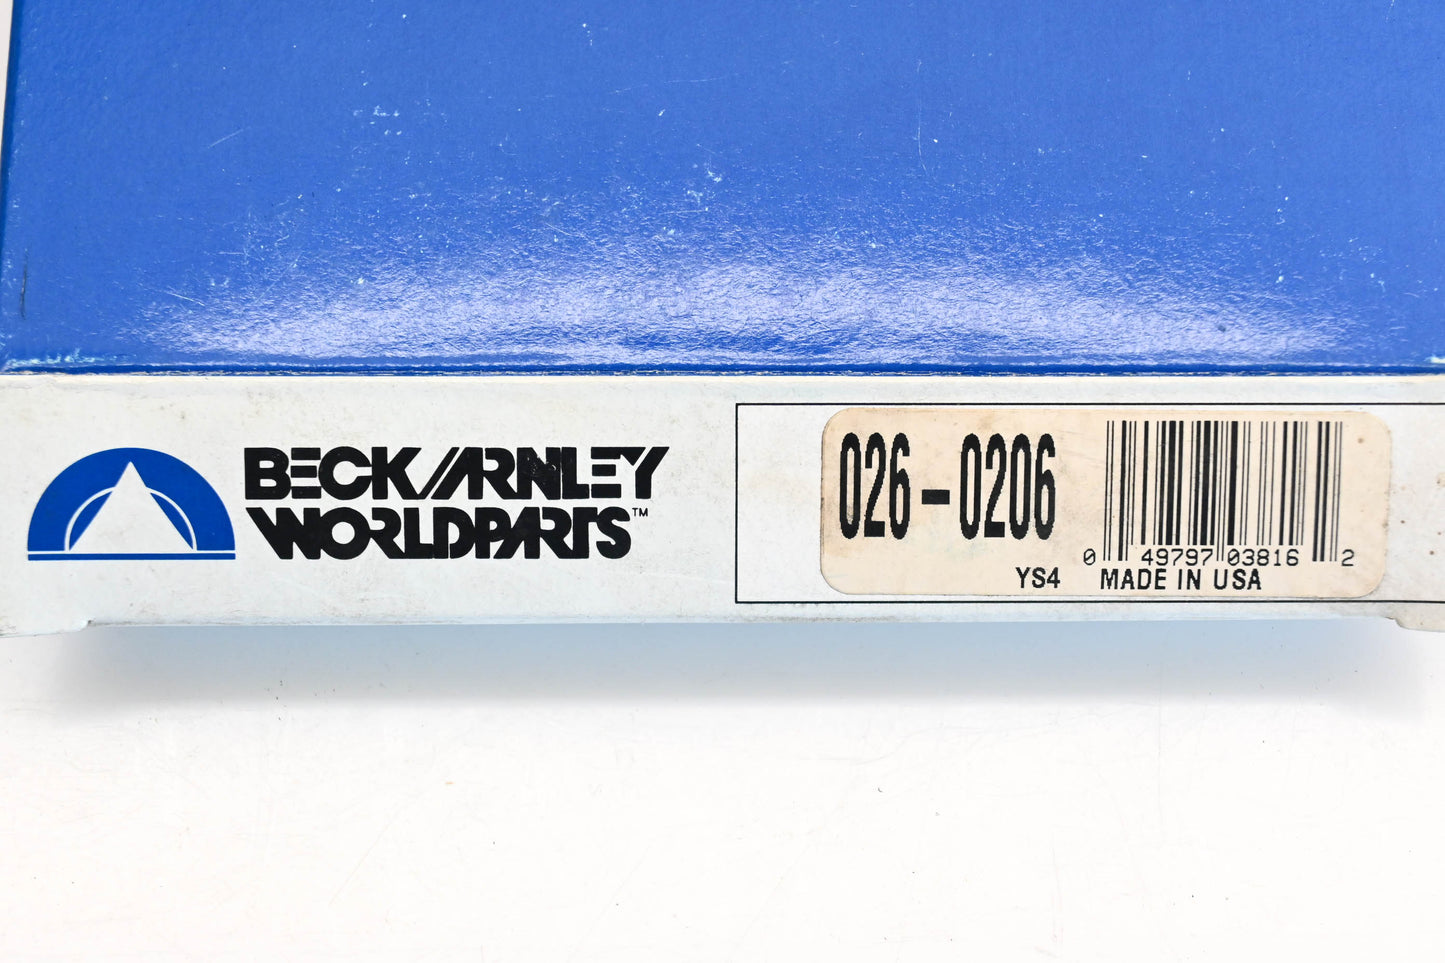 BECK/ARNLEY
WORLDPARTS™
026-0206
0 49797 03816 2
YS4 MADE IN USA